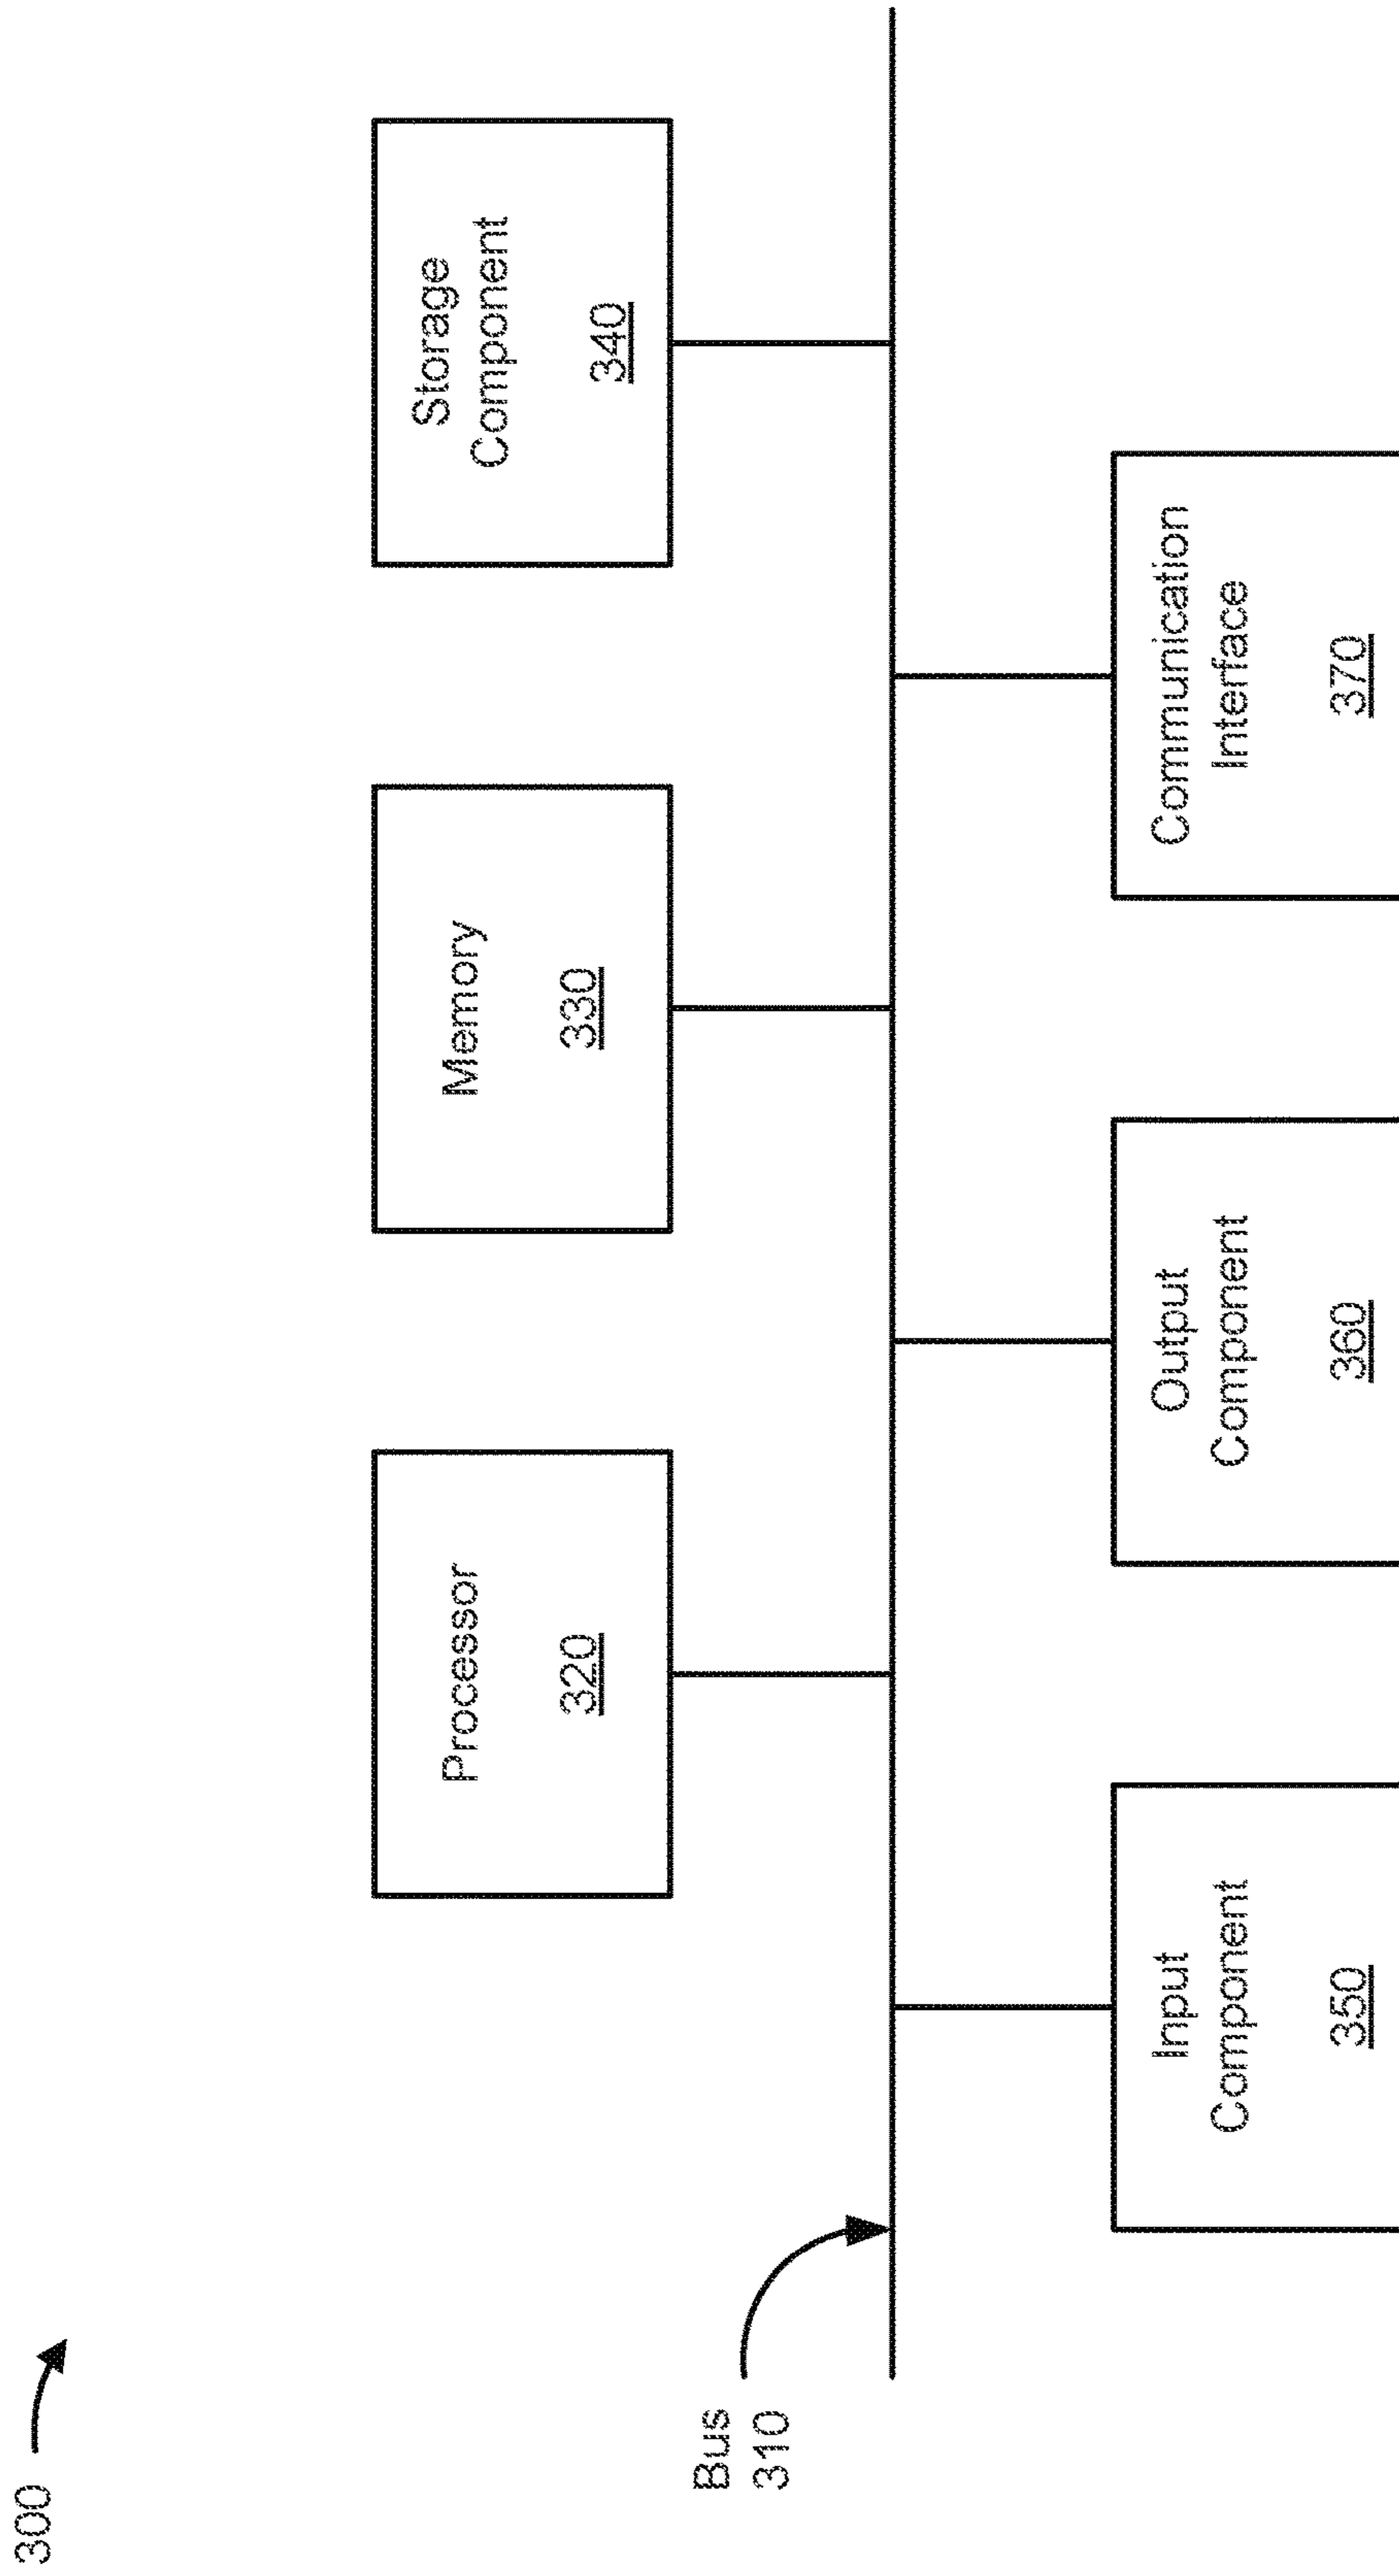 300
Processor
320
Memory
330
Storage
Component
340
Bus
310
Input
Component
350
Output
Component
360
Communication
Interface
370